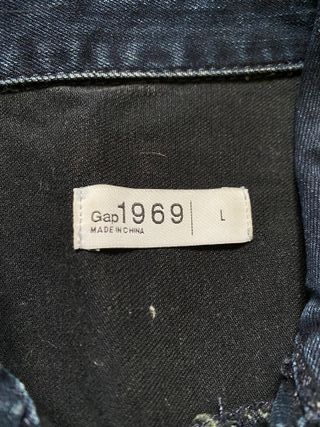 Gap1969 | L
MADE IN CHINA